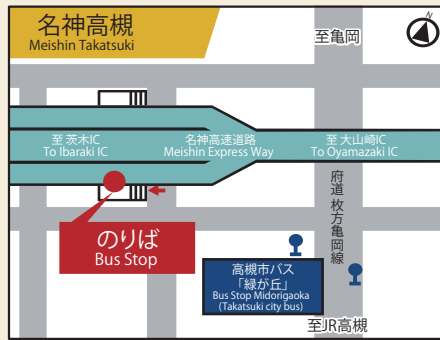 名神高槻
Meishin Takatsuki
至亀岡
至 茨木IC
To Ibaraki IC
名神高速道路
Meishin Express Way
至 大山崎IC
To Oyamazaki IC
府道 枚方亀岡線
のりば
Bus Stop
高槻市バス
「緑が丘」
Bus Stop Midorigaoka
(Takatsuki city bus)
至JR高槻